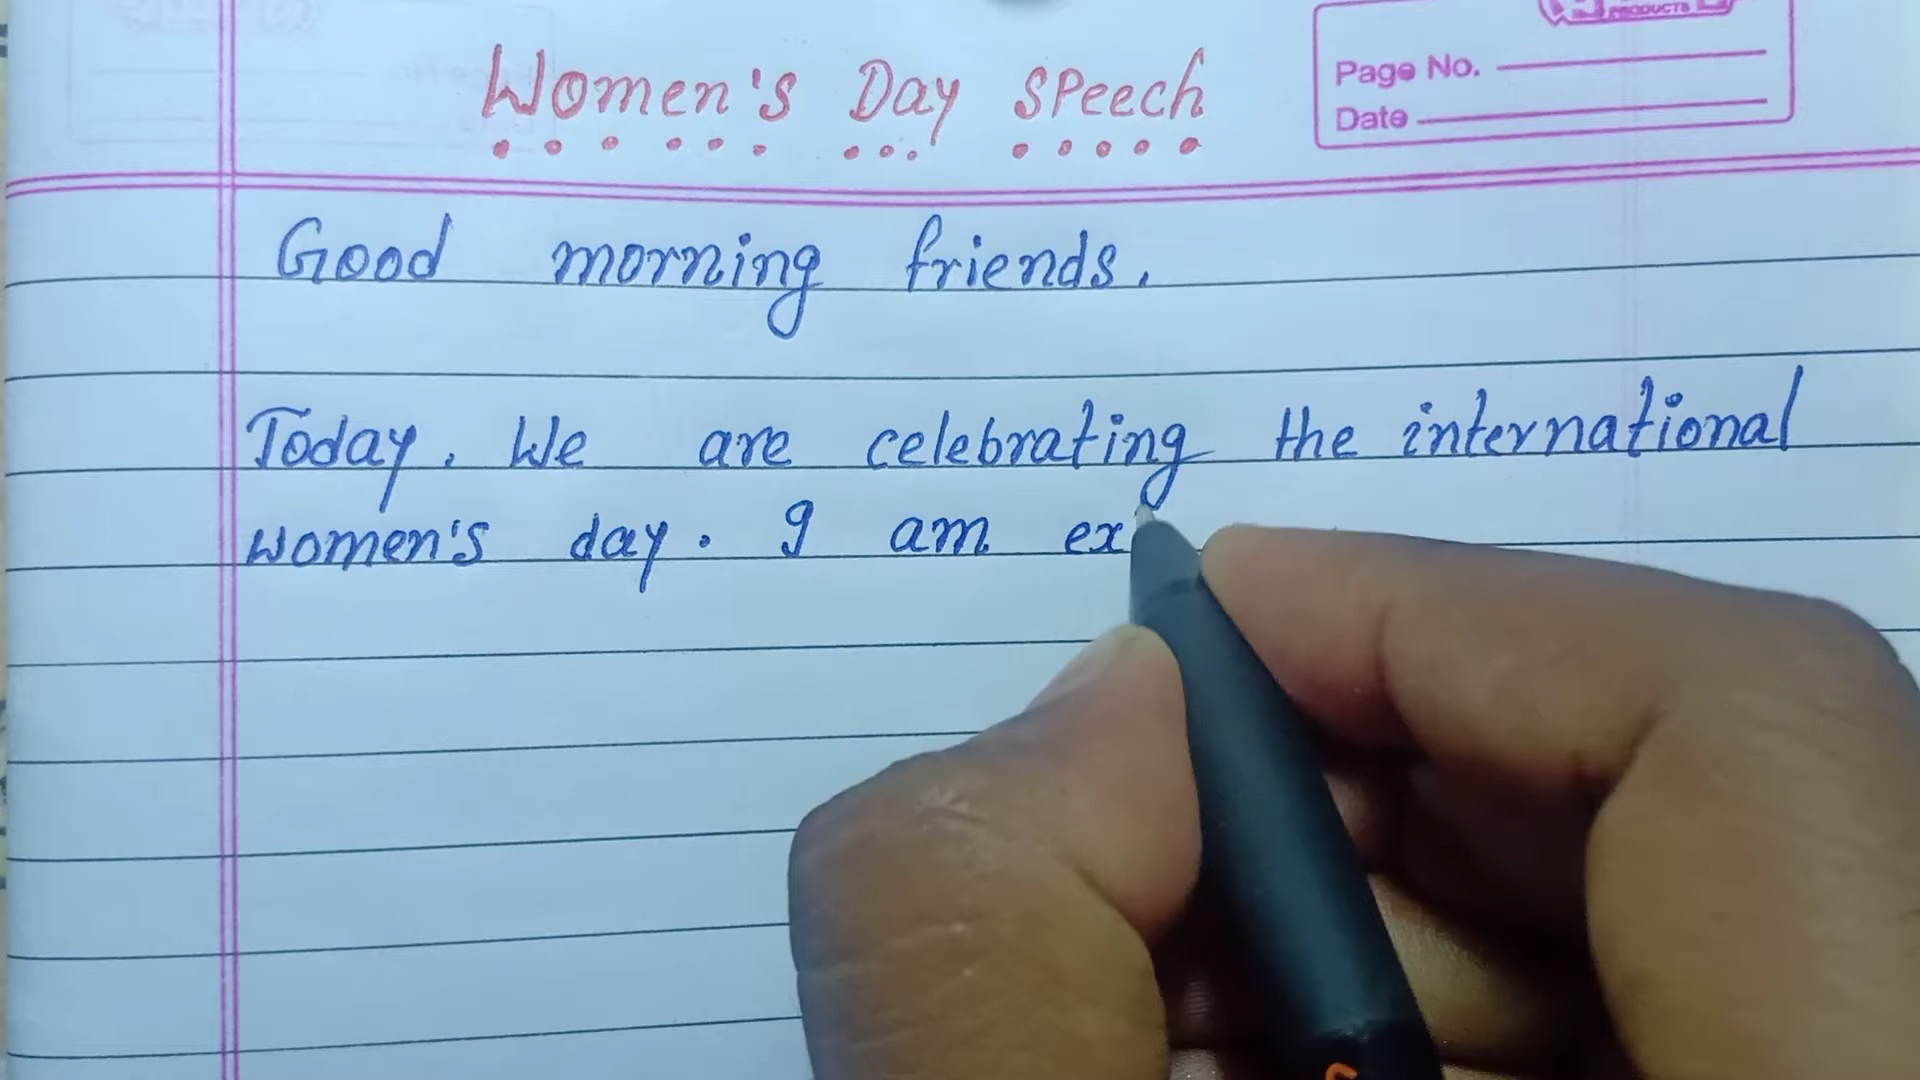 PRODUCTS
Page No.
Date
Women's Day Speech
Good morning friends.
Today. We are celebrating the international
women's day. I am ex